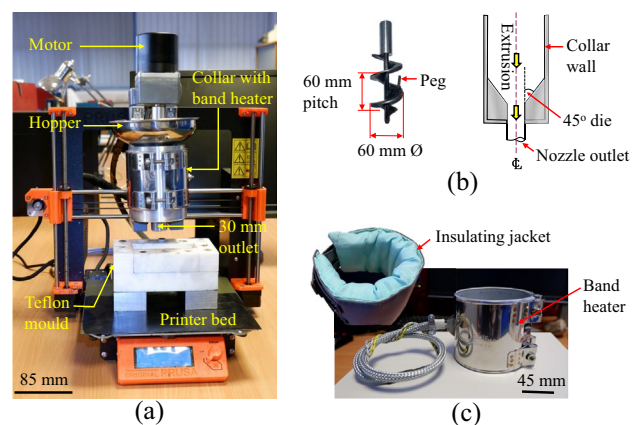 (a)
Motor
Collar with
band heater
Hopper
30 mm
outlet
Teflon
mould
Printer bed
PRUSA
85 mm
60 mm
pitch
Peg
60 mm Ø
Extrusion
Collar
wall
45° die
Nozzle outlet
℄
(b)
Insulating jacket
Band
heater
45 mm
(a)
(c)